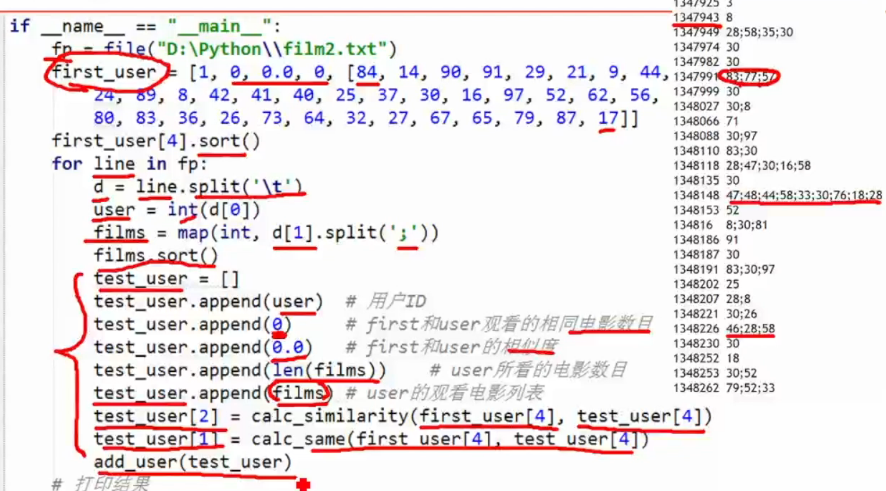 if __name__ == "__main__":
fp = file("D:\Python\\film2.txt")
first_user = [1, 0, 0.0, 0, [84, 14, 90, 91, 29, 21, 9, 44,
24, 89, 8, 42, 41, 40, 25, 37, 30, 16, 97, 52, 62, 56,
80, 83, 36, 26, 73, 64, 32, 27, 67, 65, 79, 87, 17]]
first_user[4].sort()
for line in fp:
d = line.split('\t')
user = int(d[0])
films = map(int, d[1].split(';'))
films.sort()
test_user = []
test_user.append(user) # 用户ID
test_user.append(0) # first和user观看的相同电影数目
test_user.append(0.0) # first和user的相似度
test_user.append(len(films)) # user所看的电影数目
test_user.append(films) # user的观看电影列表
test_user[2] = calc_similarity(first_user[4], test_user[4])
test_user[1] = calc_same(first_user[4], test_user[4])
add_user(test_user)
# 打印结果
1347925 3
1347943 8
1347949 28;58;35;30
1347974 30
1347982 30
1347991 83;77;57
1347999 30
1348027 30;8
1348066 71
1348088 30;97
1348110 83;30
1348118 28;47;30;16;58
1348135 30
1348148 47;48;44;58;33;30;76;18;28
1348153 52
134816 8;30;81
1348186 91
1348187 30
1348191 83;30;97
1348202 25
1348207 28;8
1348221 30;26
1348226 46;28;58
1348230 30
1348252 18
1348253 30;52
1348262 79;52;33